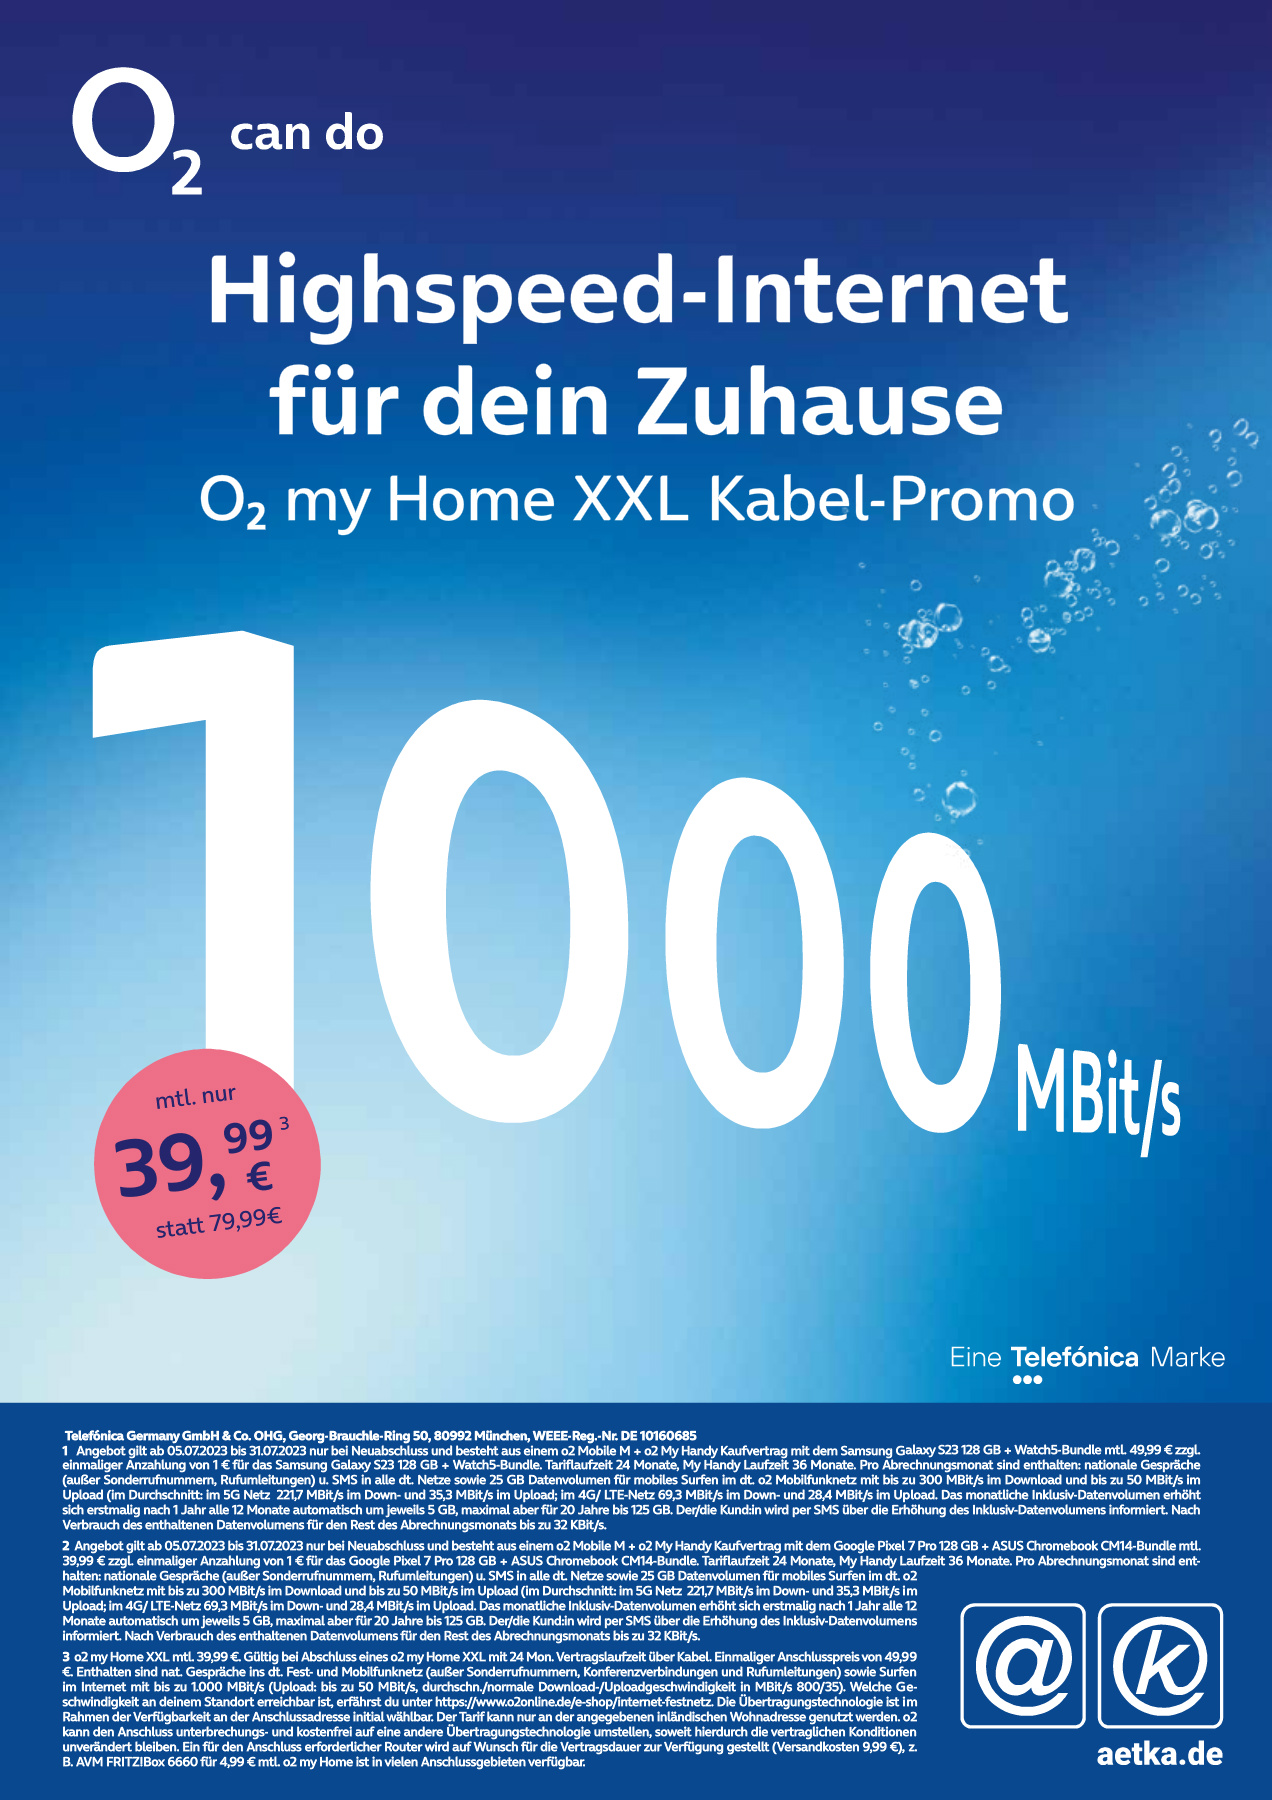 O2 can do
Highspeed-Internet
für dein Zuhause
O2 my Home XXL Kabel-Promo
1000 MBit/s
mtl. nur
39,99 € 3
statt 79,99€
Eine Telefónica Marke
Telefónica Germany GmbH & Co. OHG, Georg-Brauchle-Ring 50, 80992 München, WEEE-Reg.-Nr. DE 10160685
1 Angebot gilt ab 05.07.2023 bis 31.07.2023 nur bei Neuabschluss und besteht aus einem o2 Mobile M + o2 My Handy Kaufvertrag mit dem Samsung Galaxy S23 128 GB + Watch5-Bundle mtl. 49,99 € zzgl.
einmaliger Anzahlung von 1 € für das Samsung Galaxy S23 128 GB + Watch5-Bundle. Tariflaufzeit 24 Monate, My Handy Laufzeit 36 Monate. Pro Abrechnungsmonat sind enthalten: nationale Gespräche
(außer Sonderrufnummern, Rufumleitungen) u. SMS in alle dt. Netze sowie 25 GB Datenvolumen für mobiles Surfen im dt. o2 Mobilfunknetz mit bis zu 300 MBit/s im Download und bis zu 50 MBit/s im
Upload (im Durchschnitt: im 5G Netz 221,7 MBit/s im Down- und 35,3 MBit/s im Upload; im 4G/ LTE-Netz 69,3 MBit/s im Down- und 28,4 MBit/s im Upload. Das monatliche Inklusiv-Datenvolumen erhöht
sich erstmalig nach 1 Jahr alle 12 Monate automatisch um jeweils 5 GB, maximal aber für 20 Jahre bis 125 GB. Der/die Kund:in wird per SMS über die Erhöhung des Inklusiv-Datenvolumens informiert. Nach
Verbrauch des enthaltenen Datenvolumens für den Rest des Abrechnungsmonats bis zu 32 KBit/s.
2 Angebot gilt ab 05.07.2023 bis 31.07.2023 nur bei Neuabschluss und besteht aus einem o2 Mobile M + o2 My Handy Kaufvertrag mit dem Google Pixel 7 Pro 128 GB + ASUS Chromebook CM14-Bundle mtl.
39,99 € zzgl. einmaliger Anzahlung von 1 € für das Google Pixel 7 Pro 128 GB + ASUS Chromebook CM14-Bundle. Tariflaufzeit 24 Monate, My Handy Laufzeit 36 Monate. Pro Abrechnungsmonat sind ent-
halten: nationale Gespräche (außer Sonderrufnummern, Rufumleitungen) u. SMS in alle dt. Netze sowie 25 GB Datenvolumen für mobiles Surfen im dt. o2
Mobilfunknetz mit bis zu 300 MBit/s im Download und bis zu 50 MBit/s im Upload (im Durchschnitt: im 5G Netz 221,7 MBit/s im Down- und 35,3 MBit/s im
Upload; im 4G/ LTE-Netz 69,3 MBit/s im Down- und 28,4 MBit/s im Upload. Das monatliche Inklusiv-Datenvolumen erhöht sich erstmalig nach 1 Jahr alle 12
Monate automatisch um jeweils 5 GB, maximal aber für 20 Jahre bis 125 GB. Der/die Kund:in wird per SMS über die Erhöhung des Inklusiv-Datenvolumens
informiert. Nach Verbrauch des enthaltenen Datenvolumens für den Rest des Abrechnungsmonats bis zu 32 KBit/s.
3 o2 my Home XXL mtl. 39,99 €. Gültig bei Abschluss eines o2 my Home XXL mit 24 Mon. Vertragslaufzeit über Kabel. Einmaliger Anschlusspreis von 49,99
€. Enthalten sind nat. Gespräche ins dt. Fest- und Mobilfunknetz (außer Sonderrufnummern, Konferenzverbindungen und Rufumleitungen) sowie Surfen
im Internet mit bis zu 1.000 MBit/s (Upload: bis zu 50 MBit/s, durchschn./normale Download-/Uploadgeschwindigkeit in MBit/s 800/35). Welche Ge-
schwindigkeit an deinem Standort erreichbar ist, erfährst du unter https://www.o2online.de/e-shop/internet-festnetz. Die Übertragungstechnologie ist im
Rahmen der Verfügbarkeit an der Anschlussadresse initial wählbar. Der Tarif kann nur an der angegebenen inländischen Wohnadresse genutzt werden. o2
kann den Anschluss unterbrechungs- und kostenfrei auf eine andere Übertragungstechnologie umstellen, soweit hierdurch die vertraglichen Konditionen
unverändert bleiben. Ein für den Anschluss erforderlicher Router wird auf Wunsch für die Vertragsdauer zur Verfügung gestellt (Versandkosten 9,99 €), z.
B. AVM FRITZ!Box 6660 für 4,99 € mtl. o2 my Home ist in vielen Anschlussgebieten verfügbar.
@ k
aetka.de